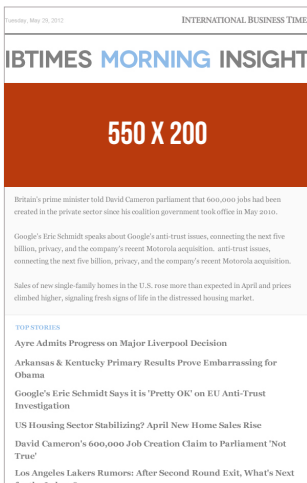 Tuesday, May 29, 2012
INTERNATIONAL BUSINESS TIME
IBTIMES MORNING INSIGHT
550 X 200
Britain's prime minister told David Cameron parliament that 600,000 jobs had been
created in the private sector since his coalition government took office in May 2010.
Google's Eric Schmidt speaks about Google's anti-trust issues, connecting the next five
billion, privacy, and the company's recent Motorola acquisition. anti-trust issues,
connecting the next five billion, privacy, and the company's recent Motorola acquisition.
Sales of new single-family homes in the U.S. rose more than expected in April and prices
climbed higher, signaling fresh signs of life in the distressed housing market.
TOP STORIES
Ayre Admits Progress on Major Liverpool Decision
Arkansas & Kentucky Primary Results Prove Embarrassing for
Obama
Google's Eric Schmidt Says it is 'Pretty OK' on EU Anti-Trust
Investigation
US Housing Sector Stabilizing? April New Home Sales Rise
David Cameron's 600,000 Job Creation Claim to Parliament 'Not
True'
Los Angeles Lakers Rumors: After Second Round Exit, What's Next